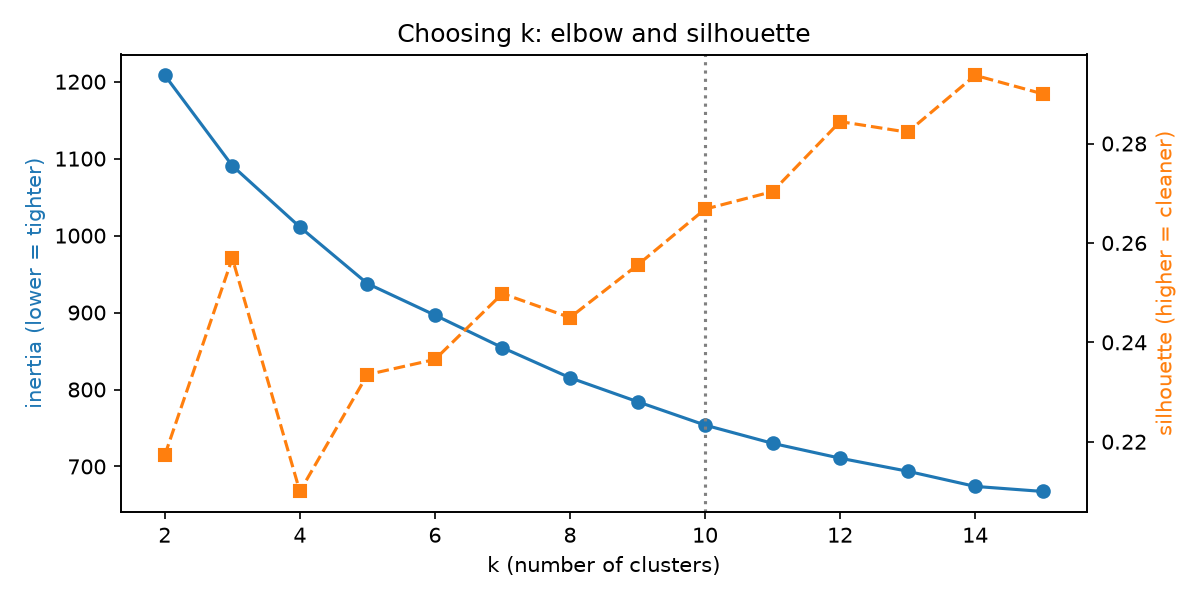 Choosing k: elbow and silhouette
inertia (lower = tighter)
1200
1100
1000
900
800
700
0.28
0.26
0.24
0.22
silhouette (higher = cleaner)
2 4 6 8 10 12 14
k (number of clusters)